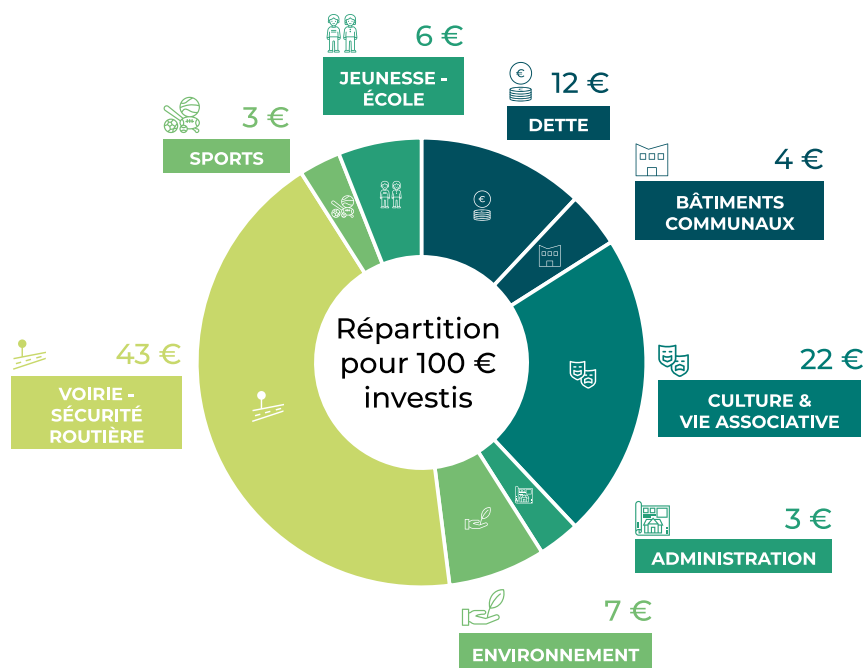 6 €
JEUNESSE -
ÉCOLE
12 €
DETTE
3 €
SPORTS
4 €
BÂTIMENTS
COMMUNAUX
Répartition
pour 100 €
investis
43 €
VOIRIE -
SÉCURITÉ
ROUTIÈRE
22 €
CULTURE &
VIE ASSOCIATIVE
3 €
ADMINISTRATION
7 €
ENVIRONNEMENT